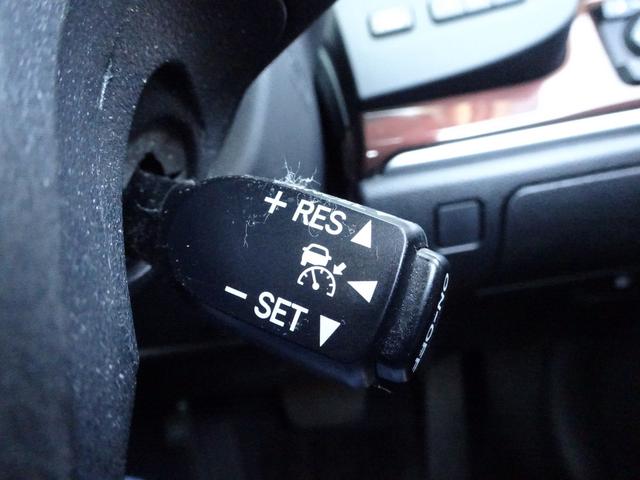 + RES
- SET
ON-OFF